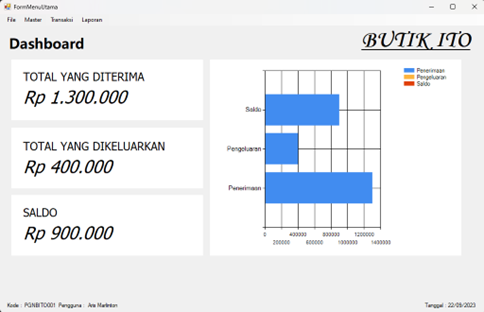 FormMenuUtama
File Master Transaksi Laporan
Dashboard
BUTIK ITO
TOTAL YANG DITERIMA
Rp 1.300.000
TOTAL YANG DIKELUARKAN
Rp 400.000
SALDO
Rp 900.000
Penerimaan
Pengeluaran
Saldo
Saldo
Pengeluaran
Penerimaan
0 400000 800000 1200000
200000 600000 1000000 1400000
Kode : PGNBITO001 Pengguna : Aris Martinton
Tanggal : 22/09/2023